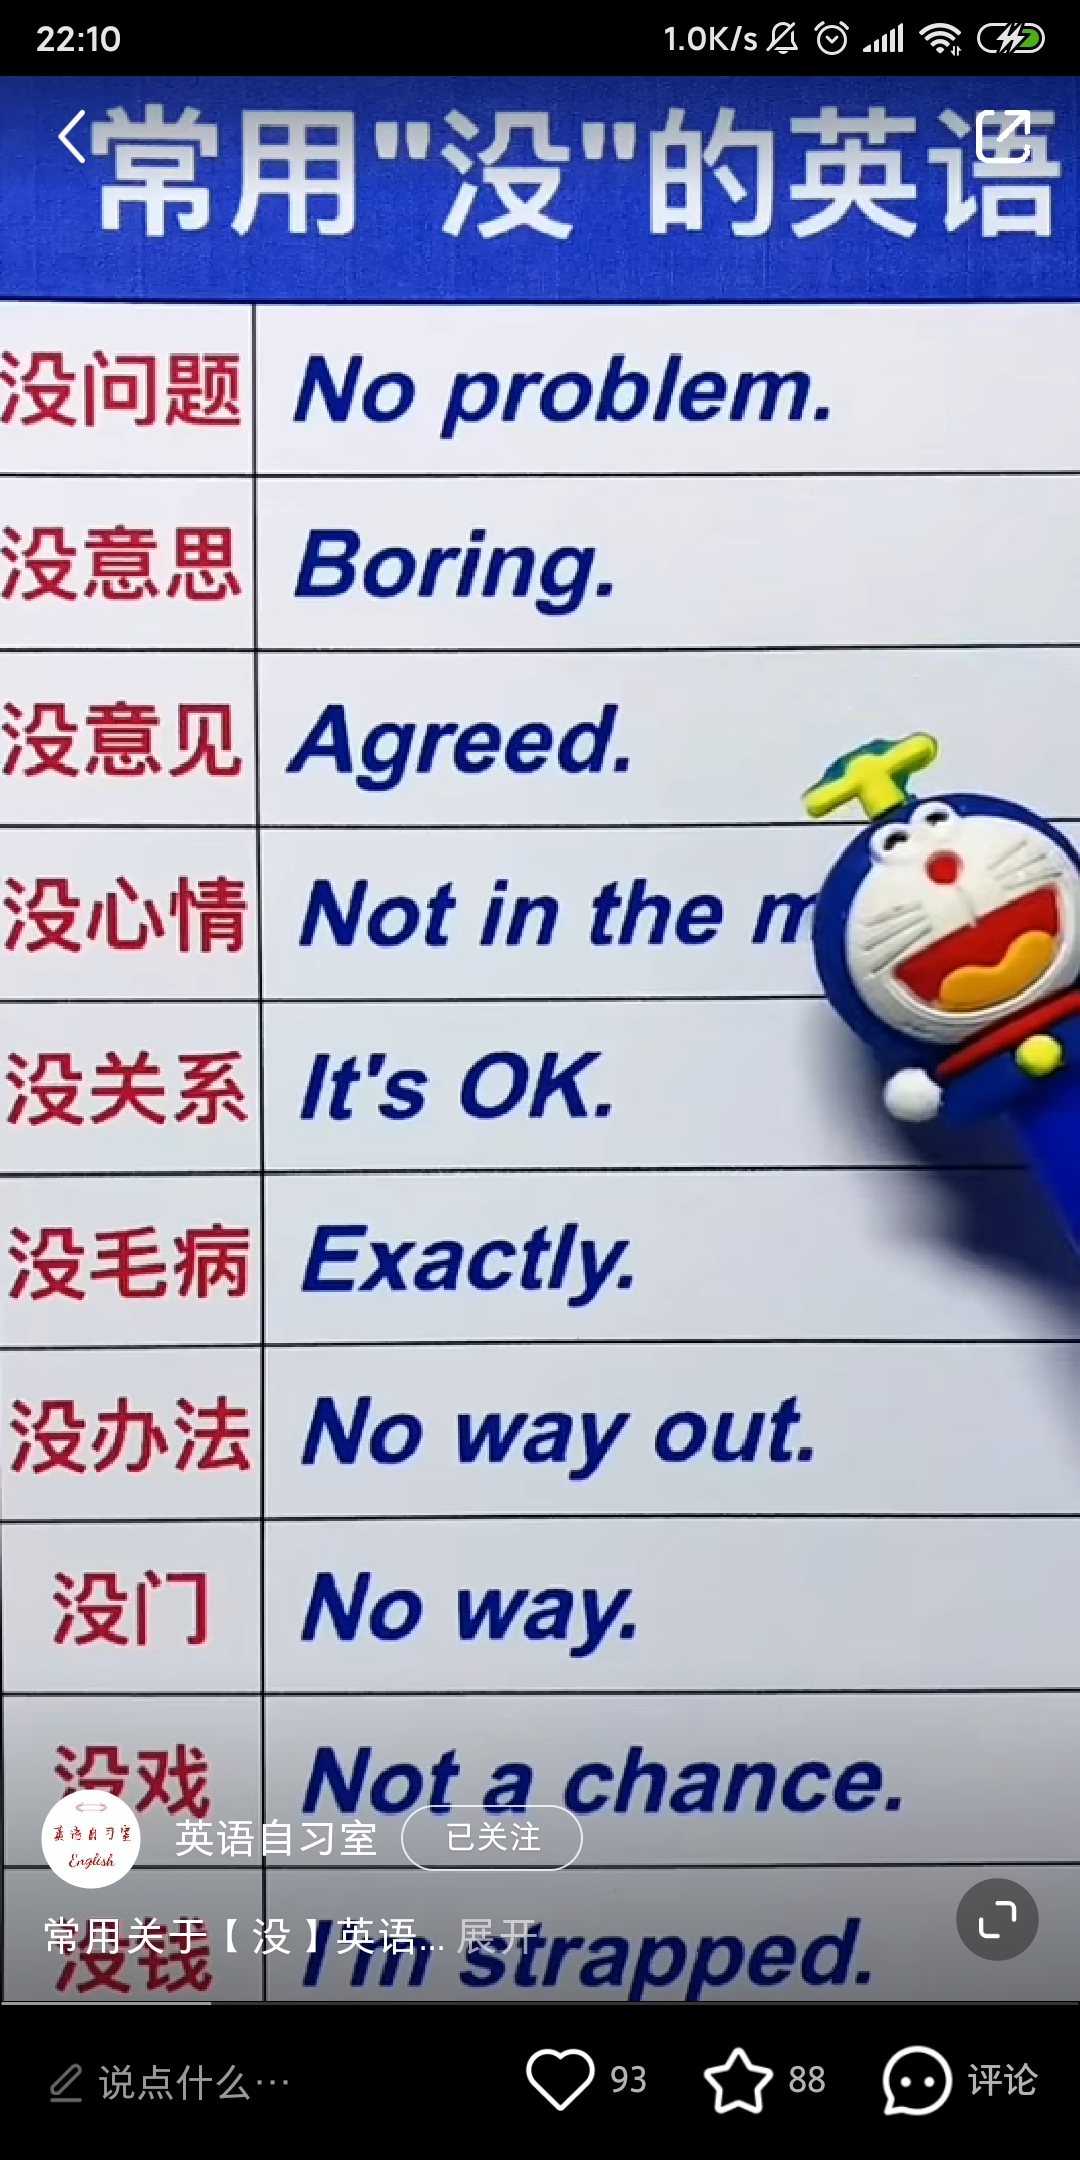 22:10 1.0K/s
常用"没"的英语
没问题 No problem.
没意思 Boring.
没意见 Agreed.
没心情 Not in the
没关系 It's OK.
没毛病 Exactly.
没办法 No way out.
没门 No way.
没戏 Not a chance.
英语自习室 English
英语自习室 已关注
没钱 I'm strapped.
常用关于【没】英语... 展开
说点什么... 93 88 评论